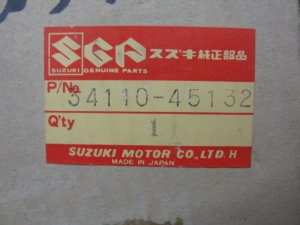 SGP スズキ純正部品
SUZUKI GENUINE PARTS
P/No. 34110-45132
Q'ty 1
SUZUKI MOTOR CO.,LTD. H
MADE IN JAPAN